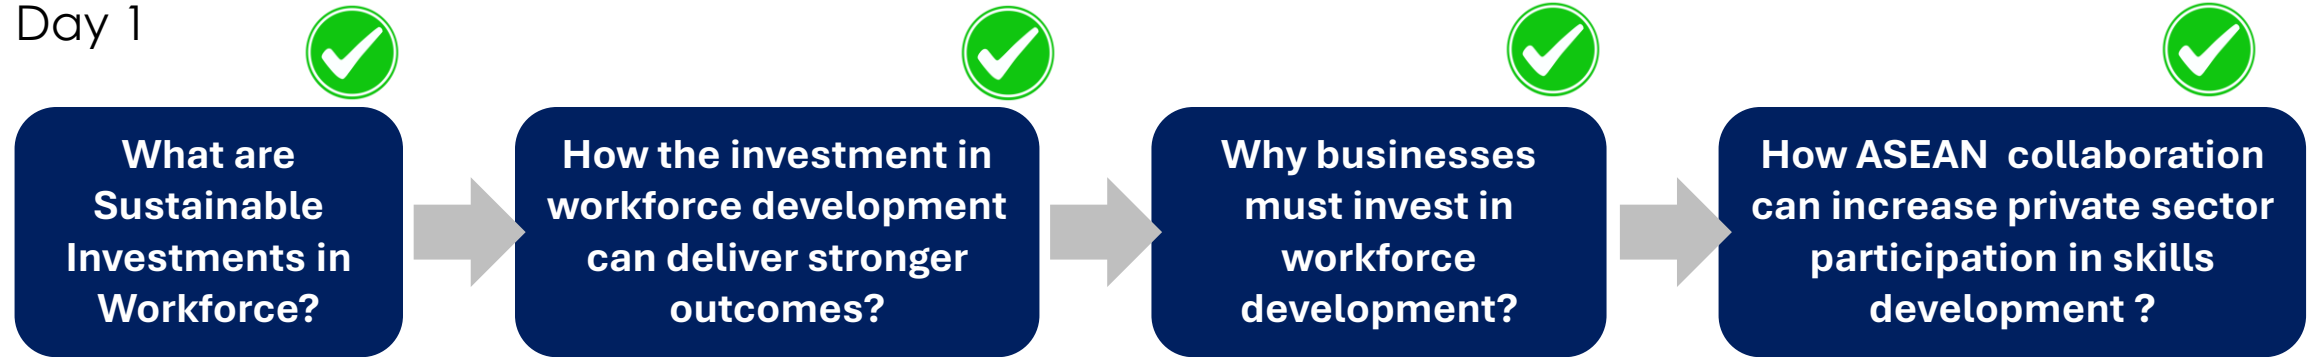 Day 1
What are
Sustainable
Investments in
Workforce?
How the investment in
workforce development
can deliver stronger
outcomes?
Why businesses
must invest in
workforce
development?
How ASEAN  collaboration
can increase private sector
participation in skills
development ?